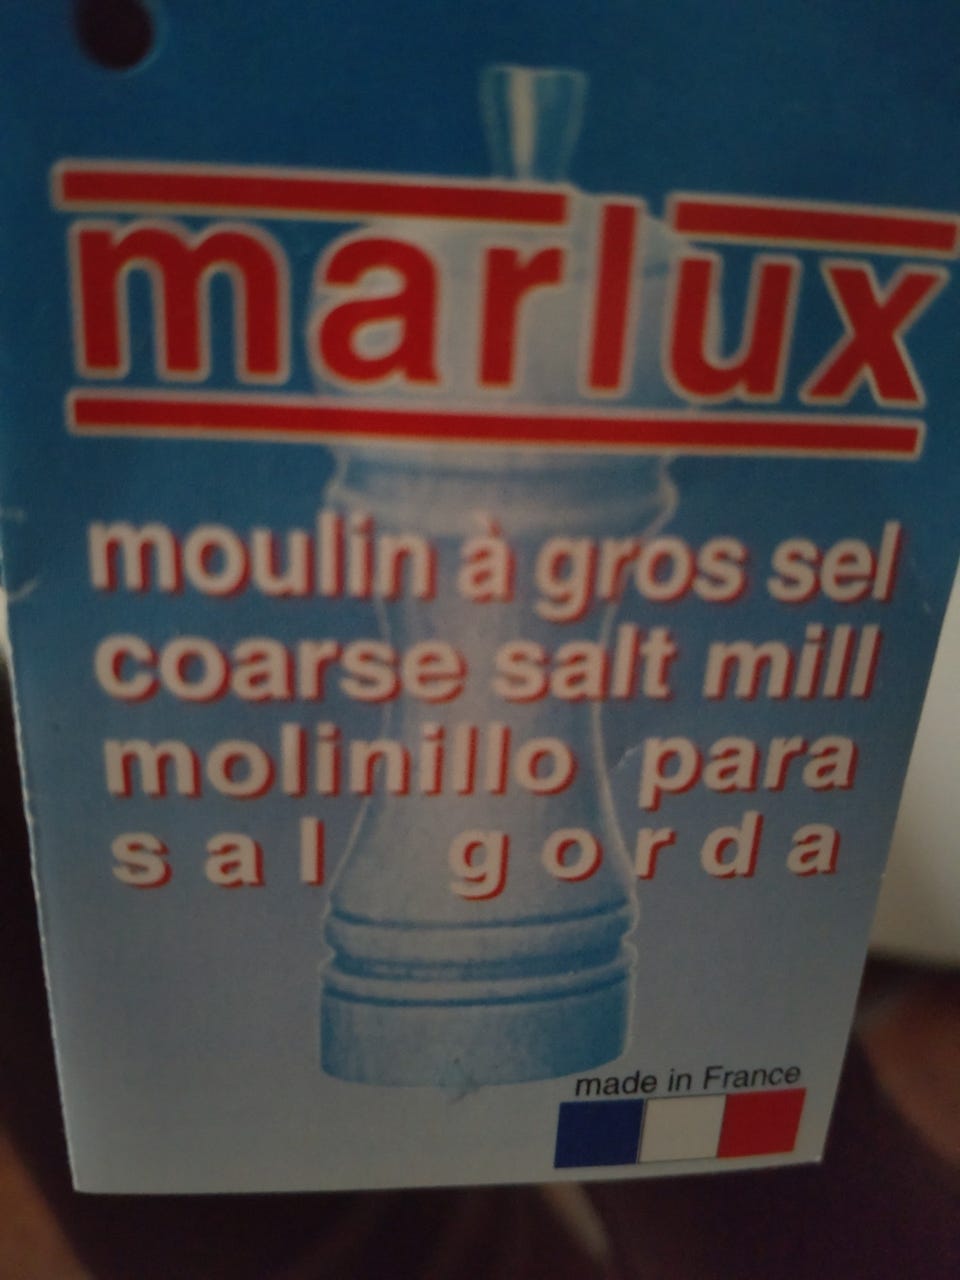 marlux
moulin à gros sel
coarse salt mill
molinillo para
sal gorda
made in France